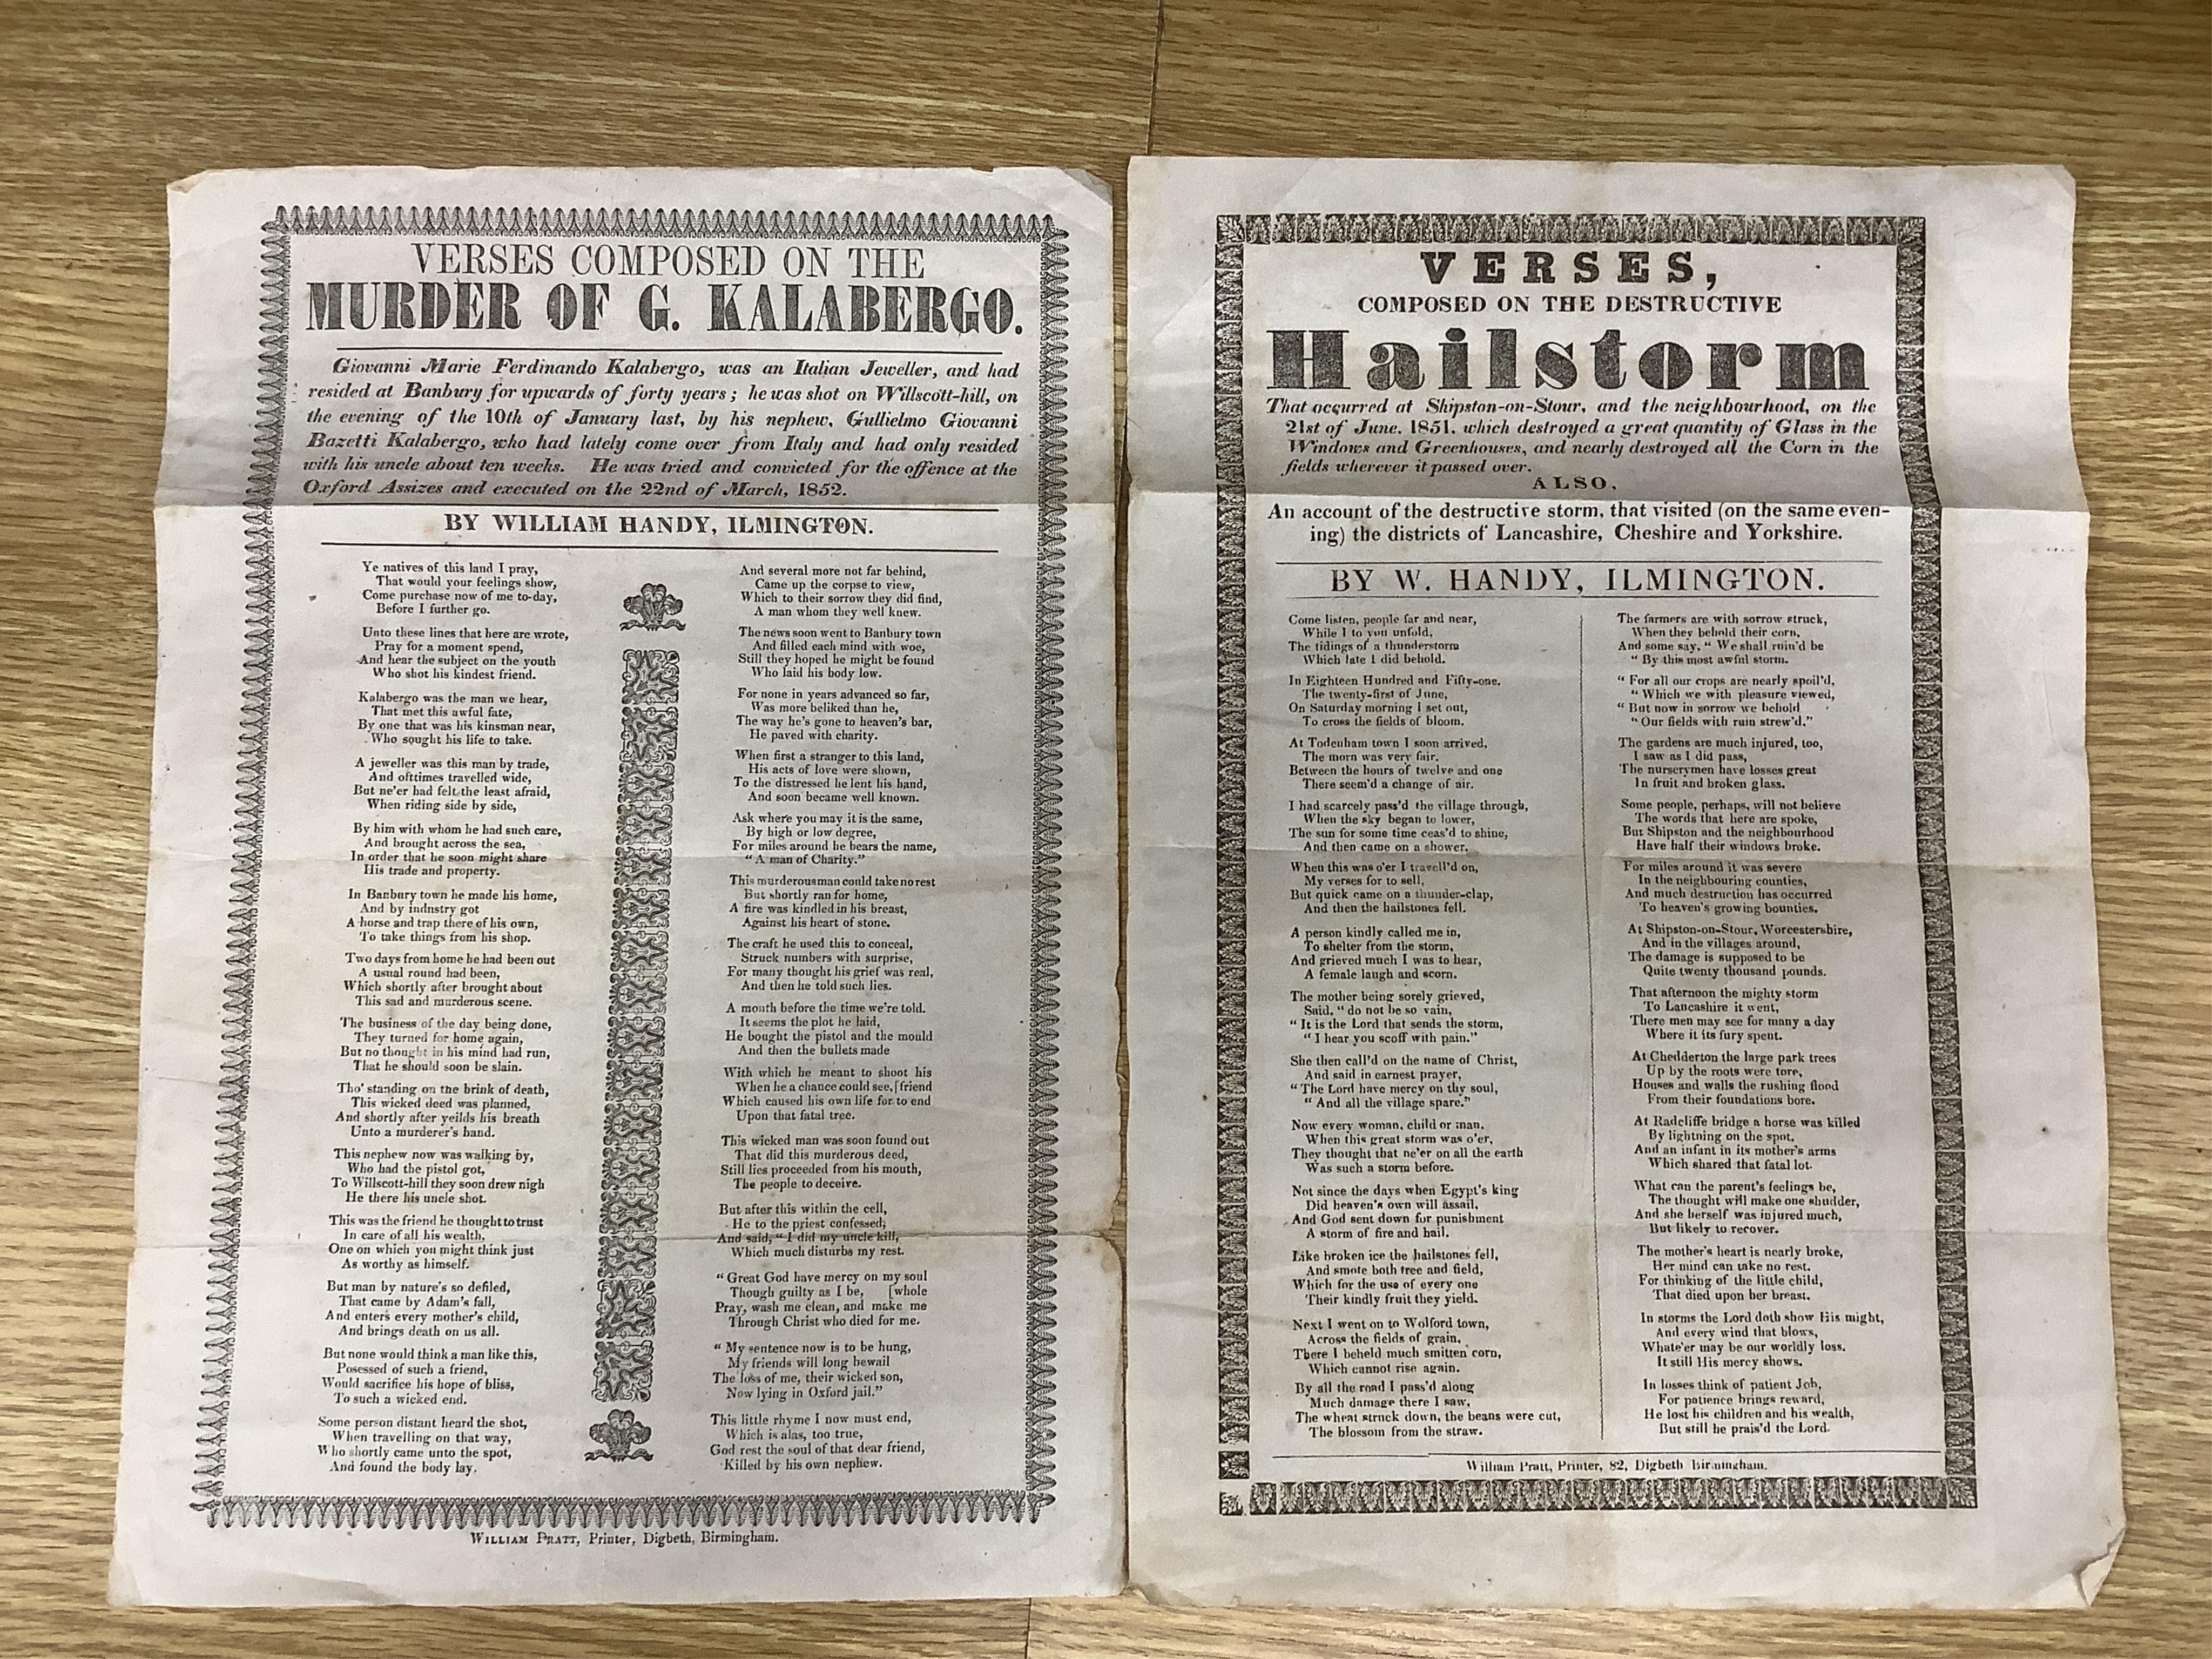 VERSES COMPOSED ON THE
MURDER OF G. KALABERGO.
Giovanni Marie Ferdinando Kalabergo, was an Italian Jeweller, and had
resided at Banbury for upwards of forty years; he was shot on Willscott-hill, on
the evening of the 10th of January last, by his nephew, Gullielmo Giovanni
Bazetti Kalabergo, who had lately come over from Italy and had only resided
with his uncle about ten weeks. He was tried and convicted for the offence at the
Oxford Assizes and executed on the 22nd of March, 1852.
BY WILLIAM HANDY, ILMINGTON.
Ye natives of this land I pray,
That would your feelings show,
Come purchase now of me to-day,
Before I further go.
Unto these lines that here are wrote,
Pray for a moment spend,
And hear the subject on the youth
Who shot his kindest friend.
Kalabergo was the man we hear,
That met this awful fate,
By one that was his kinsman near,
Who sought his life to take.
A jeweller was this man by trade,
And ofttimes travelled wide,
But ne'er had felt the least afraid,
When riding side by side,
By him with whom he had such care,
And brought across the sea,
In order that he soon might share
His trade and property.
In Banbury town he made his home,
And by indnstry got
A horse and trap there of his own,
To take things from his shop.
Two days from home he had been out
A usual round had been,
Which shortly after brought about
This sad and murderous scene.
The business of the day being done,
They turned for home again,
But no thought in his mind had run,
That he should soon be slain.
Tho' standing on the brink of death,
This wicked deed was planned,
And shortly after yeilds his breath
Unto a murderer's hand.
This nephew now was walking by,
Who had the pistol got,
To Willscott-hill they soon drew nigh
He there his uncle shot.
This was the friend he thought to trust
In care of all his wealth,
One on which you might think just
As worthy as himself.
But man by nature's so defiled,
That came by Adam's fall,
And enters every mother's child,
And brings death on us all.
But none would think a man like this,
Posessed of such a friend,
Would sacrifice his hope of bliss,
To such a wicked end.
Some person distant heard the shot,
When travelling on that way,
Who shortly came unto the spot,
And found the body lay.
And several more not far behind,
Came up the corpse to view,
Which to their sorrow they did find,
A man whom they well knew.
The news soon went to Banbury town
And filled each mind with woe,
Still they hoped he might be found
Who laid his body low.
For none in years advanced so far,
Was more beliked than he,
The way he's gone to heaven's bar,
He paved with charity.
When first a stranger to this land,
His acts of love were shown,
To the distressed he lent his hand,
And soon became well known.
Ask where you may it is the same,
By high or low degree,
For miles around he bears the name,
"A man of Charity."
This murderous man could take no rest
But shortly ran for home,
A fire was kindled in his breast,
Against his heart of stone.
The craft he used this to conceal,
Struck numbers with surprise,
For many thought his grief was real,
And then he told such lies.
A month before the time we're told.
It seems the plot he laid,
He bought the pistol and the mould
And then the bullets made
With which he meant to shoot his
When he a chance could see, [friend
Which caused his own life for to end
Upon that fatal tree.
This wicked man was soon found out
That did this murderous deed,
Still lies proceeded from his mouth,
The people to deceive.
But after this within the cell,
He to the priest confessed;
And said, "I did my uncle kill,
Which much disturbs my rest.
"Great God have mercy on my soul
Though guilty as I be, [whole
Pray, wash me clean, and make me
Through Christ who died for me.
"My sentence now is to be hung,
My friends will long bewail
The loss of me, their wicked son,
Now lying in Oxford jail."
This little rhyme I now must end,
Which is alas, too true,
God rest the soul of that dear friend,
Killed by his own nephew.
WILLIAM PRATT, Printer, Digbeth, Birmingham.
VERSES,
COMPOSED ON THE DESTRUCTIVE
Hailstorm
That occurred at Shipston-on-Stour, and the neighbourhood, on the
21st of June, 1851, which destroyed a great quantity of Glass in the
Windows and Greenhouses, and nearly destroyed all the Corn in the
fields wherever it passed over.
ALSO,
An account of the destructive storm, that visited (on the same even-
ing) the districts of Lancashire, Cheshire and Yorkshire.
BY W. HANDY, ILMINGTON.
Come listen, people far and near,
While I to you unfold,
The tidings of a thunderstorm
Which late I did behold.
In Eighteen Hundred and Fifty-one,
The twenty-first of June,
On Saturday morning I set out,
To cross the fields of bloom.
At Todenham town I soon arrived,
The morn was very fair.
Between the hours of twelve and one
There seem'd a change of air.
I had scarcely pass'd the village through,
When the sky began to lower,
The sun for some time ceas'd to shine,
And then came on a shower.
When this was o'er I travell'd on,
My verses for to sell,
But quick came on a thunder-clap,
And then the hailstones fell.
A person kindly called me in,
To shelter from the storm,
And grieved much I was to hear,
A female laugh and scorn.
The mother being sorely grieved,
Said, "do not be so vain,
"It is the Lord that sends the storm,
"I hear you scoff with pain."
She then call'd on the name of Christ,
And said in earnest prayer,
"The Lord have mercy on thy soul,
"And all the village spare."
Now every woman, child or man,
When this great storm was o'er,
They thought that ne'er on all the earth
Was such a storm before.
Not since the days when Egypt's king
Did heaven's own will assail,
And God sent down for punishment
A storm of fire and hail.
Like broken ice the hailstones fell,
And smote both tree and field,
Which for the use of every one
Their kindly fruit they yield.
Next I went on to Wolford town,
Across the fields of grain,
There I beheld much smitten corn,
Which cannot rise again.
By all the road I pass'd along
Much damage there I saw,
The wheat struck down, the beans were cut,
The blossom from the straw.
The farmers are with sorrow struck,
When they behold their corn,
And some say, "We shall ruin'd be
"By this most awful storm.
"For all our crops are nearly spoil'd,
"Which we with pleasure viewed,
"But now in sorrow we behold
"Our fields with ruin strew'd."
The gardens are much injured, too,
I saw as I did pass,
The nurserymen have losses great
In fruit and broken glass.
Some people, perhaps, will not believe
The words that here are spoke,
But Shipston and the neighbourhood
Have half their windows broke.
For miles around it was severe
In the neighbouring counties,
And much destruction has occurred
To heaven's growing bounties.
At Shipston-on-Stour, Worcestershire,
And in the villages around,
The damage is supposed to be
Quite twenty thousand pounds.
That afternoon the mighty storm
To Lancashire it went,
There men may see for many a day
Where it its fury spent.
At Chedderton the large park trees
Up by the roots were tore,
Houses and walls the rushing flood
From their foundations bore.
At Radcliffe bridge a horse was killed
By lightning on the spot,
And an infant in its mother's arms
Which shared that fatal lot.
What can the parent's feelings be,
The thought will make one shudder,
And she herself was injured much,
But likely to recover.
The mother's heart is nearly broke,
Her mind can take no rest.
For thinking of the little child,
That died upon her breast.
In storms the Lord doth show His might,
And every wind that blows,
Whate'er may be our worldly loss.
It still His mercy shows.
In losses think of patient Job,
For patience brings reward,
He lost his children and his wealth,
But still he prais'd the Lord.
William Pratt, Printer, 82, Digbeth Birmingham.